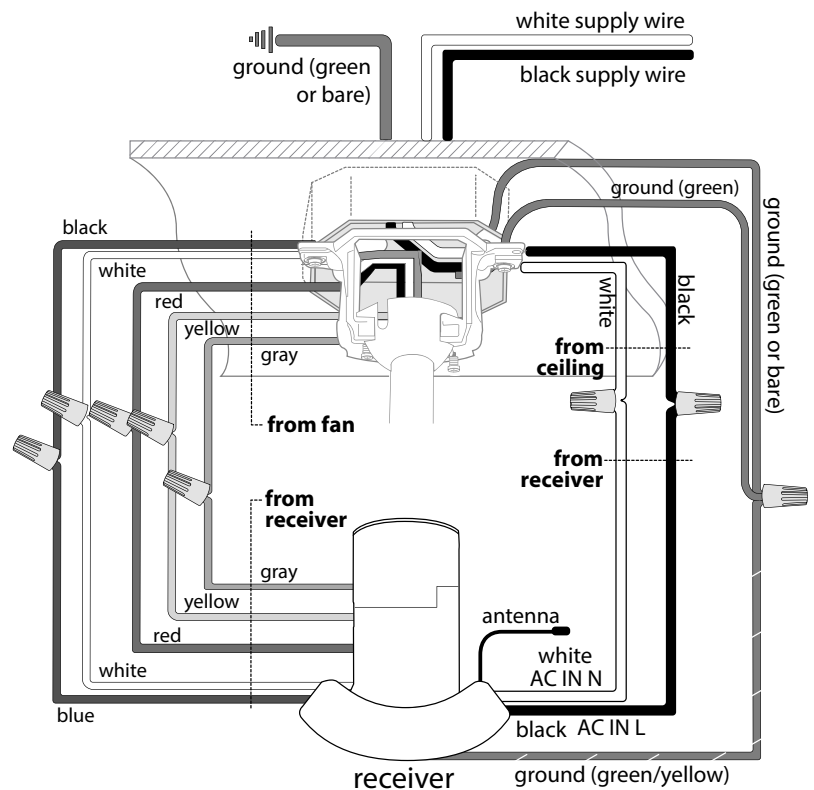 white supply wire
ground (green
or bare)
black supply wire
ground (green)
black
white
red
yellow
gray
white
black
ground (green or bare)
from
ceiling
from fan
from
receiver
from
receiver
gray
yellow
red
white
blue
antenna
white
AC IN N
black AC IN L
receiver
ground (green/yellow)